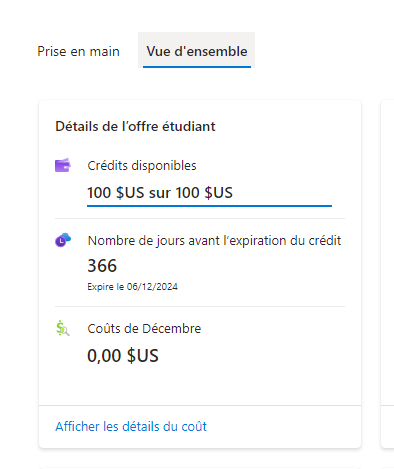 Prise en main
Vue d'ensemble
Détails de l’offre étudiant
Crédits disponibles
100 $US sur 100 $US
Nombre de jours avant l’expiration du crédit
366
Expire le 06/12/2024
Coûts de Décembre
0,00 $US
Afficher les détails du coût